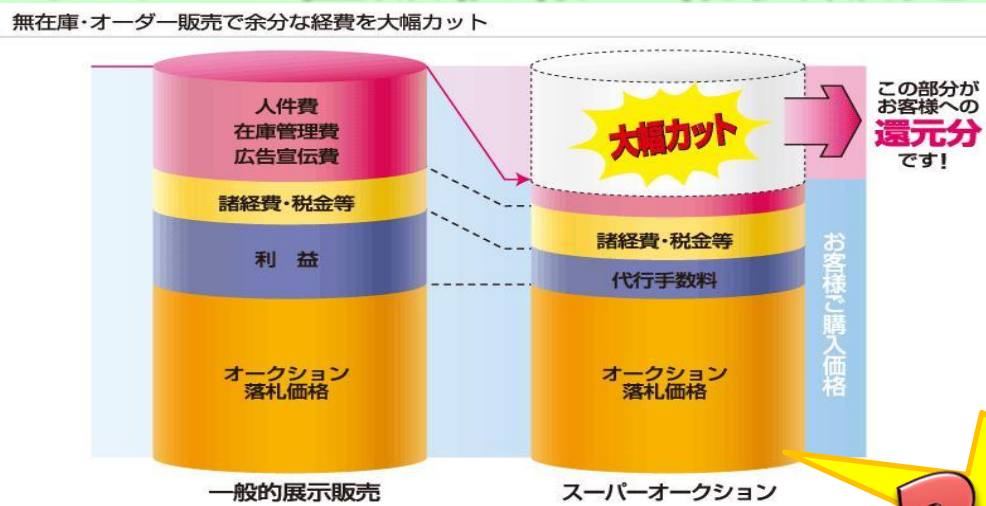 無在庫･オーダー販売で余分な経費を大幅カット
人件費
在庫管理費
広告宣伝費
諸経費･税金等
利 益
オークション
落札価格
一般的展示販売
大幅カット
諸経費･税金等
代行手数料
オークション
落札価格
スーパーオークション
この部分が
お客様への
還元分
です!
お客様ご購入価格